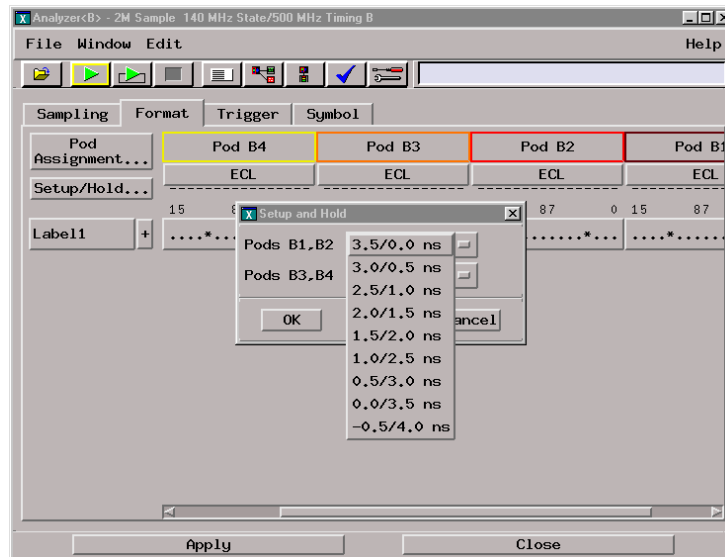 Analyzer<B> - 2M Sample 140 MHz State/500 MHz Timing B
File Window Edit Help
Sampling Format Trigger Symbol
Pod Assignment...
Pod B4 Pod B3 Pod B2 Pod B1
ECL ECL ECL ECL
Setup/Hold...
15 87 0 15 87
Label1 + ....*... ......*... ....*...
Setup and Hold
Pods B1,B2 3.5/0.0 ns
Pods B3,B4
3.0/0.5 ns
2.5/1.0 ns
2.0/1.5 ns
1.5/2.0 ns
1.0/2.5 ns
0.5/3.0 ns
0.0/3.5 ns
-0.5/4.0 ns
OK
Apply Close